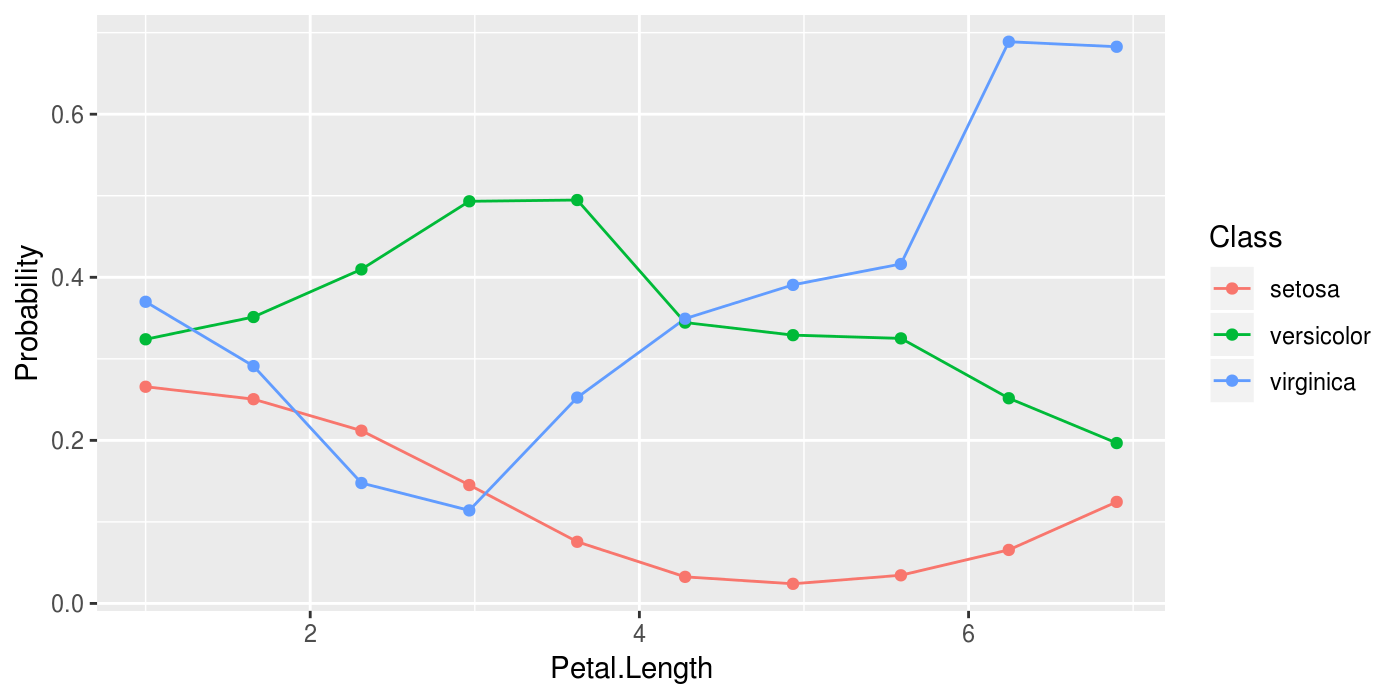 Probability
0.6
0.4
0.2
0.0
2 4 6
Petal.Length
Class
setosa
versicolor
virginica